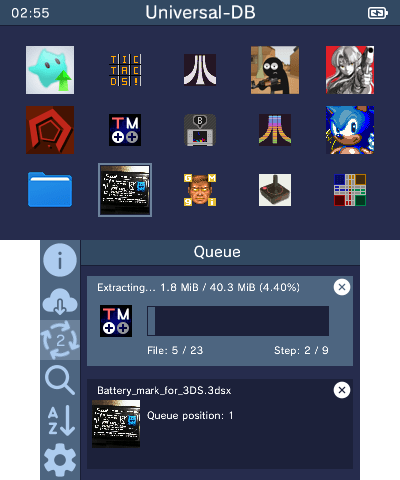 02:55
Universal-DB
TIC
TAC
DS!
TM
B
G M
9 i
Queue
Extracting... 1.8 MiB / 40.3 MiB (4.40%)
TM
File: 5 / 23
Step: 2 / 9
2
Battery_mark_for_3DS.3dsx
Queue position: 1
A
Z